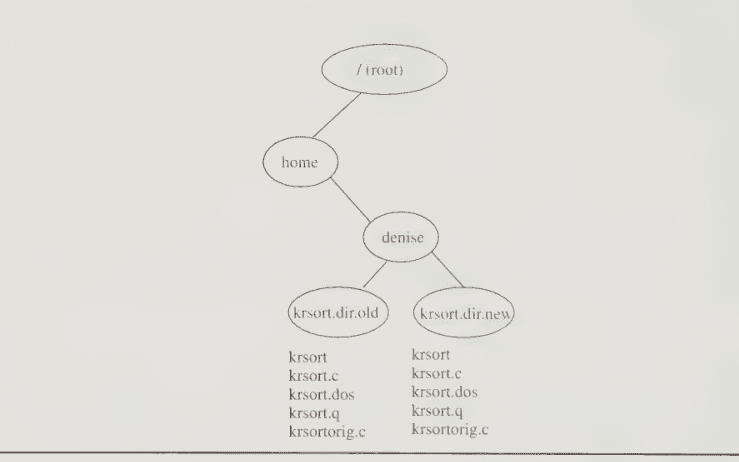 / (root)
home
denise
krsort.dir.old
krsort.dir.new
krsort
krsort.c
krsort.dos
krsort.q
krsortorig.c
krsort
krsort.c
krsort.dos
krsort.q
krsortorig.c